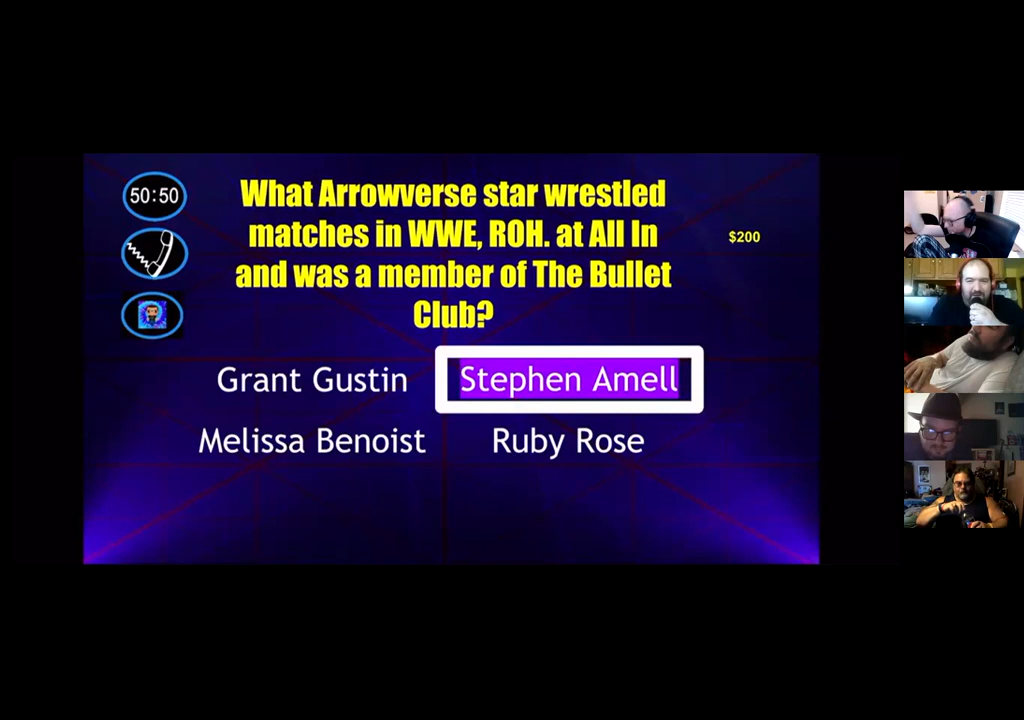 50:50
What Arrowverse star wrestled
matches in WWE, ROH. at All In
and was a member of The Bullet
Club?
$200
Grant Gustin
Stephen Amell
Melissa Benoist
Ruby Rose